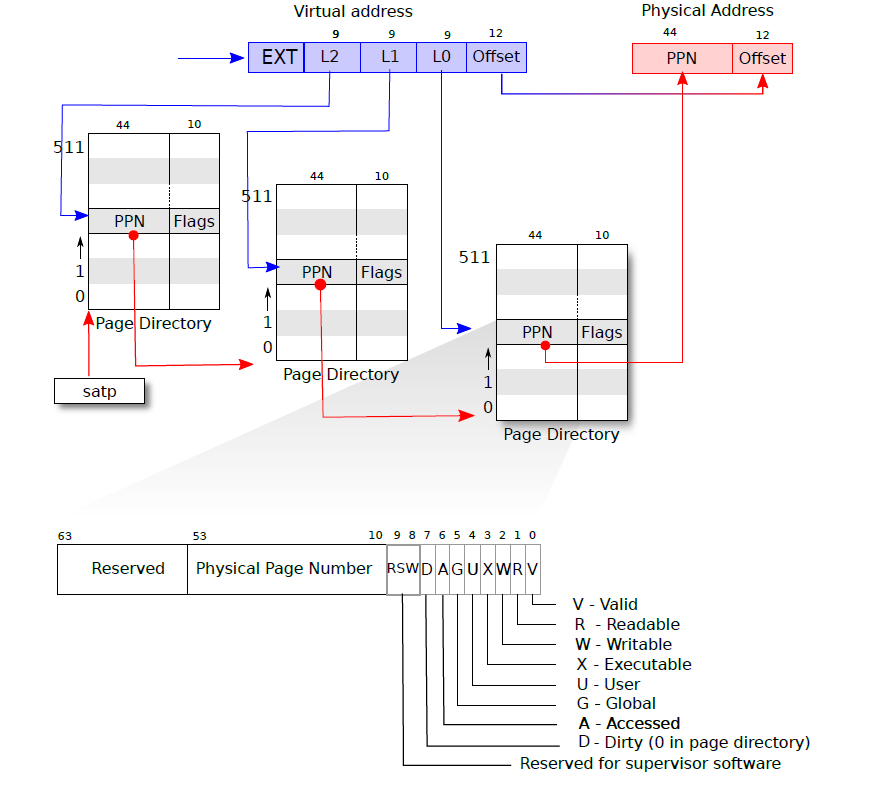 Virtual address
Physical Address
9 9 9 12
44 12
EXT L2 L1 L0 Offset
PPN Offset
44 10
511
PPN Flags
1
0
Page Directory
satp
44 10
511
PPN Flags
1
0
Page Directory
44 10
511
PPN Flags
1
0
Page Directory
63 53 10 9 8 7 6 5 4 3 2 1 0
Reserved Physical Page Number RSW D A G U X W R V
V - Valid
R - Readable
W - Writable
X - Executable
U - User
G - Global
A - Accessed
D - Dirty (0 in page directory)
Reserved for supervisor software